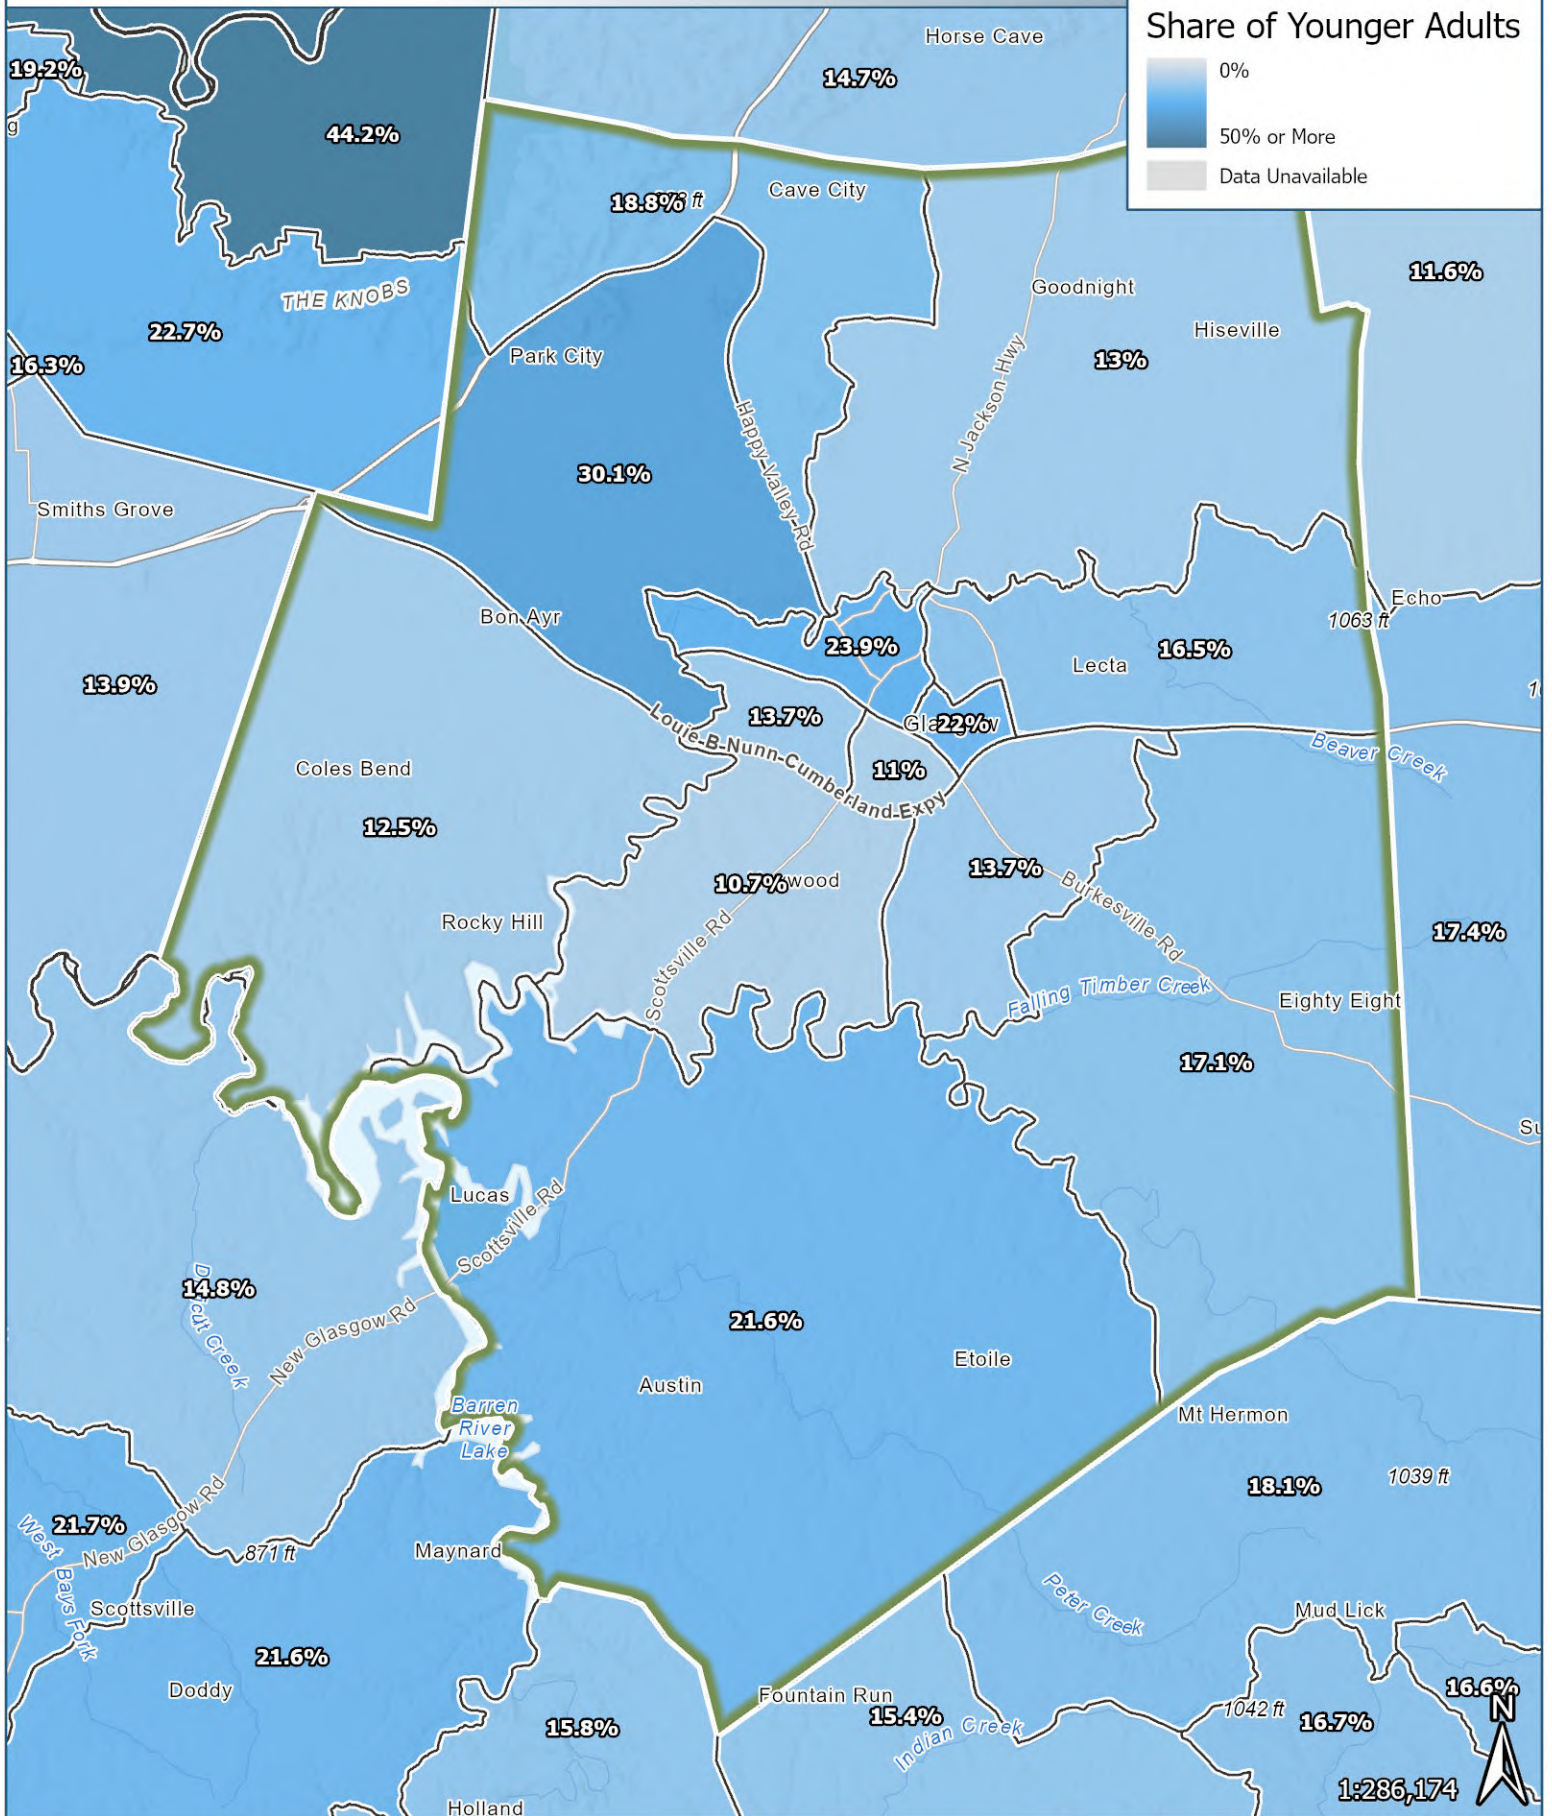 Share of Younger Adults
0%
50% or More
Data Unavailable
Horse Cave
14.7%
19.2%
g
44.2%
Cave City
18.8%
ft
THE KNOBS
22.7%
16.3%
Goodnight
Hiseville
11.6%
Park City
13%
N Jackson Hwy
Happy Valley Rd
30.1%
Smiths Grove
Bon Ayr
Echo
1063 ft
23.9%
16.5%
Lecta
13.9%
13.7%
22%
Louie-B-Nunn-Cumberland-Expy
Beaver Creek
11%
Coles Bend
12.5%
13.7%
10.7%
wood
Burkesville Rd
Rocky Hill
Scottsville Rd
17.4%
Falling Timber Creek
Eighty Eight
17.1%
Su
Lucas
Scottsville Rd
14.8%
New Glasgow Rd
21.6%
Etoile
Austin
Barren
River
Lake
Mt Hermon
1039 ft
18.1%
21.7%
New Glasgow Rd
871 ft
Maynard
West Bays Fork
Peter Creek
Scottsville
Mud Lick
21.6%
Doddy
Fountain Run
15.4%
15.8%
Indian Creek
1042 ft
16.7%
16.6%
N
1:286,174
Holland